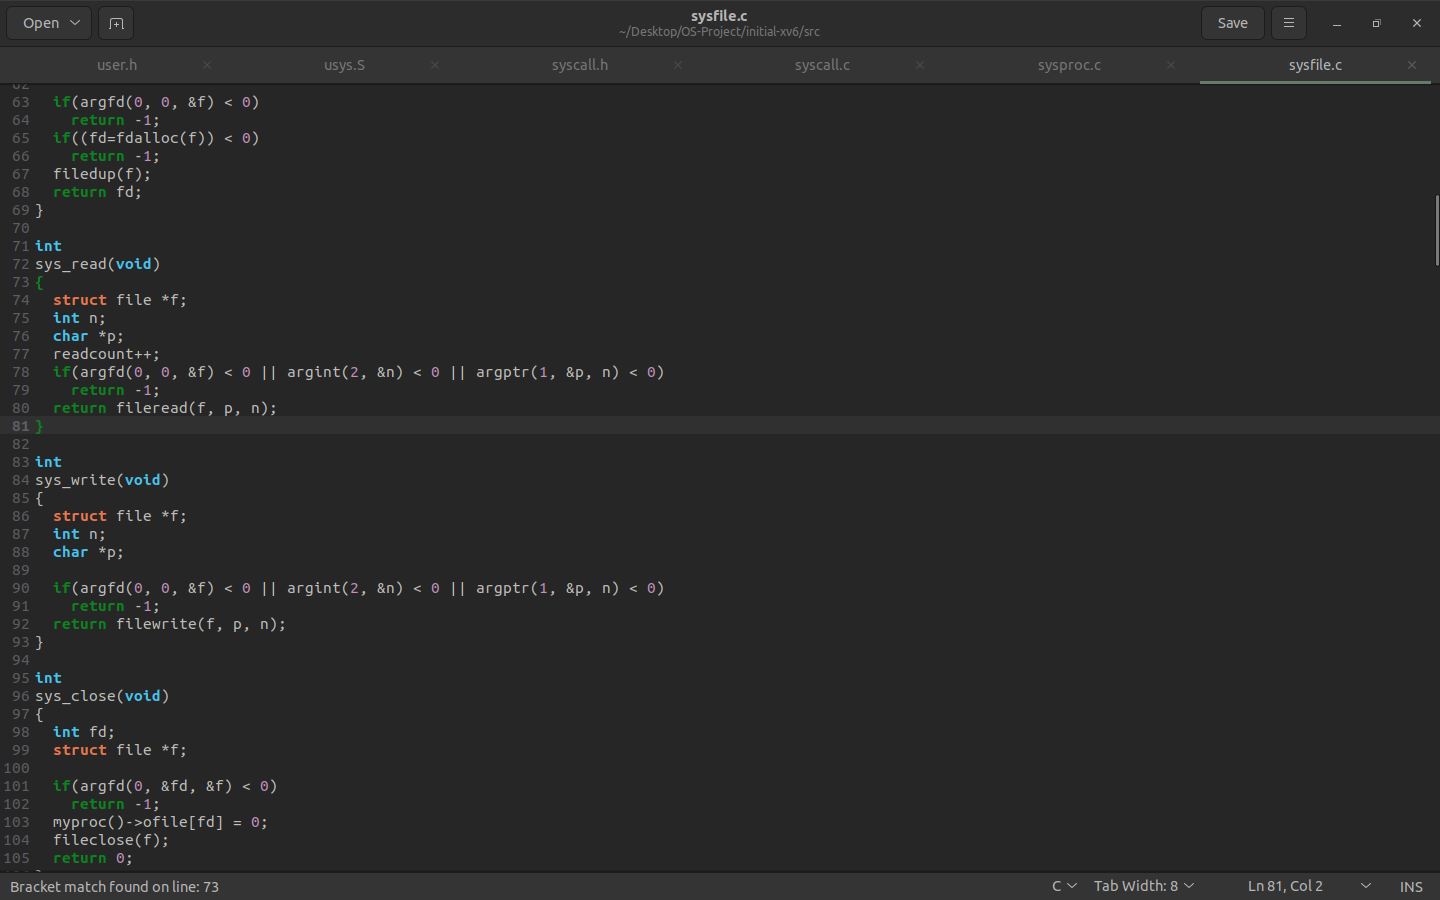 Open
sysfile.c
~/Desktop/OS-Project/initial-xv6/src
Save
user.h
usys.S
syscall.h
syscall.c
sysproc.c
sysfile.c
62
63   if(argfd(0, 0, &f) < 0)
64     return -1;
65   if((fd=fdalloc(f)) < 0)
66     return -1;
67   filedup(f);
68   return fd;
69 }
70
71 int
72 sys_read(void)
73 {
74   struct file *f;
75   int n;
76   char *p;
77   readcount++;
78   if(argfd(0, 0, &f) < 0 || argint(2, &n) < 0 || argptr(1, &p, n) < 0)
79     return -1;
80   return fileread(f, p, n);
81 }
82
83 int
84 sys_write(void)
85 {
86   struct file *f;
87   int n;
88   char *p;
89
90   if(argfd(0, 0, &f) < 0 || argint(2, &n) < 0 || argptr(1, &p, n) < 0)
91     return -1;
92   return filewrite(f, p, n);
93 }
94
95 int
96 sys_close(void)
97 {
98   int fd;
99   struct file *f;
100
101   if(argfd(0, &fd, &f) < 0)
102     return -1;
103   myproc()->ofile[fd] = 0;
104   fileclose(f);
105   return 0;
Bracket match found on line: 73
C
Tab Width: 8
Ln 81, Col 2
INS